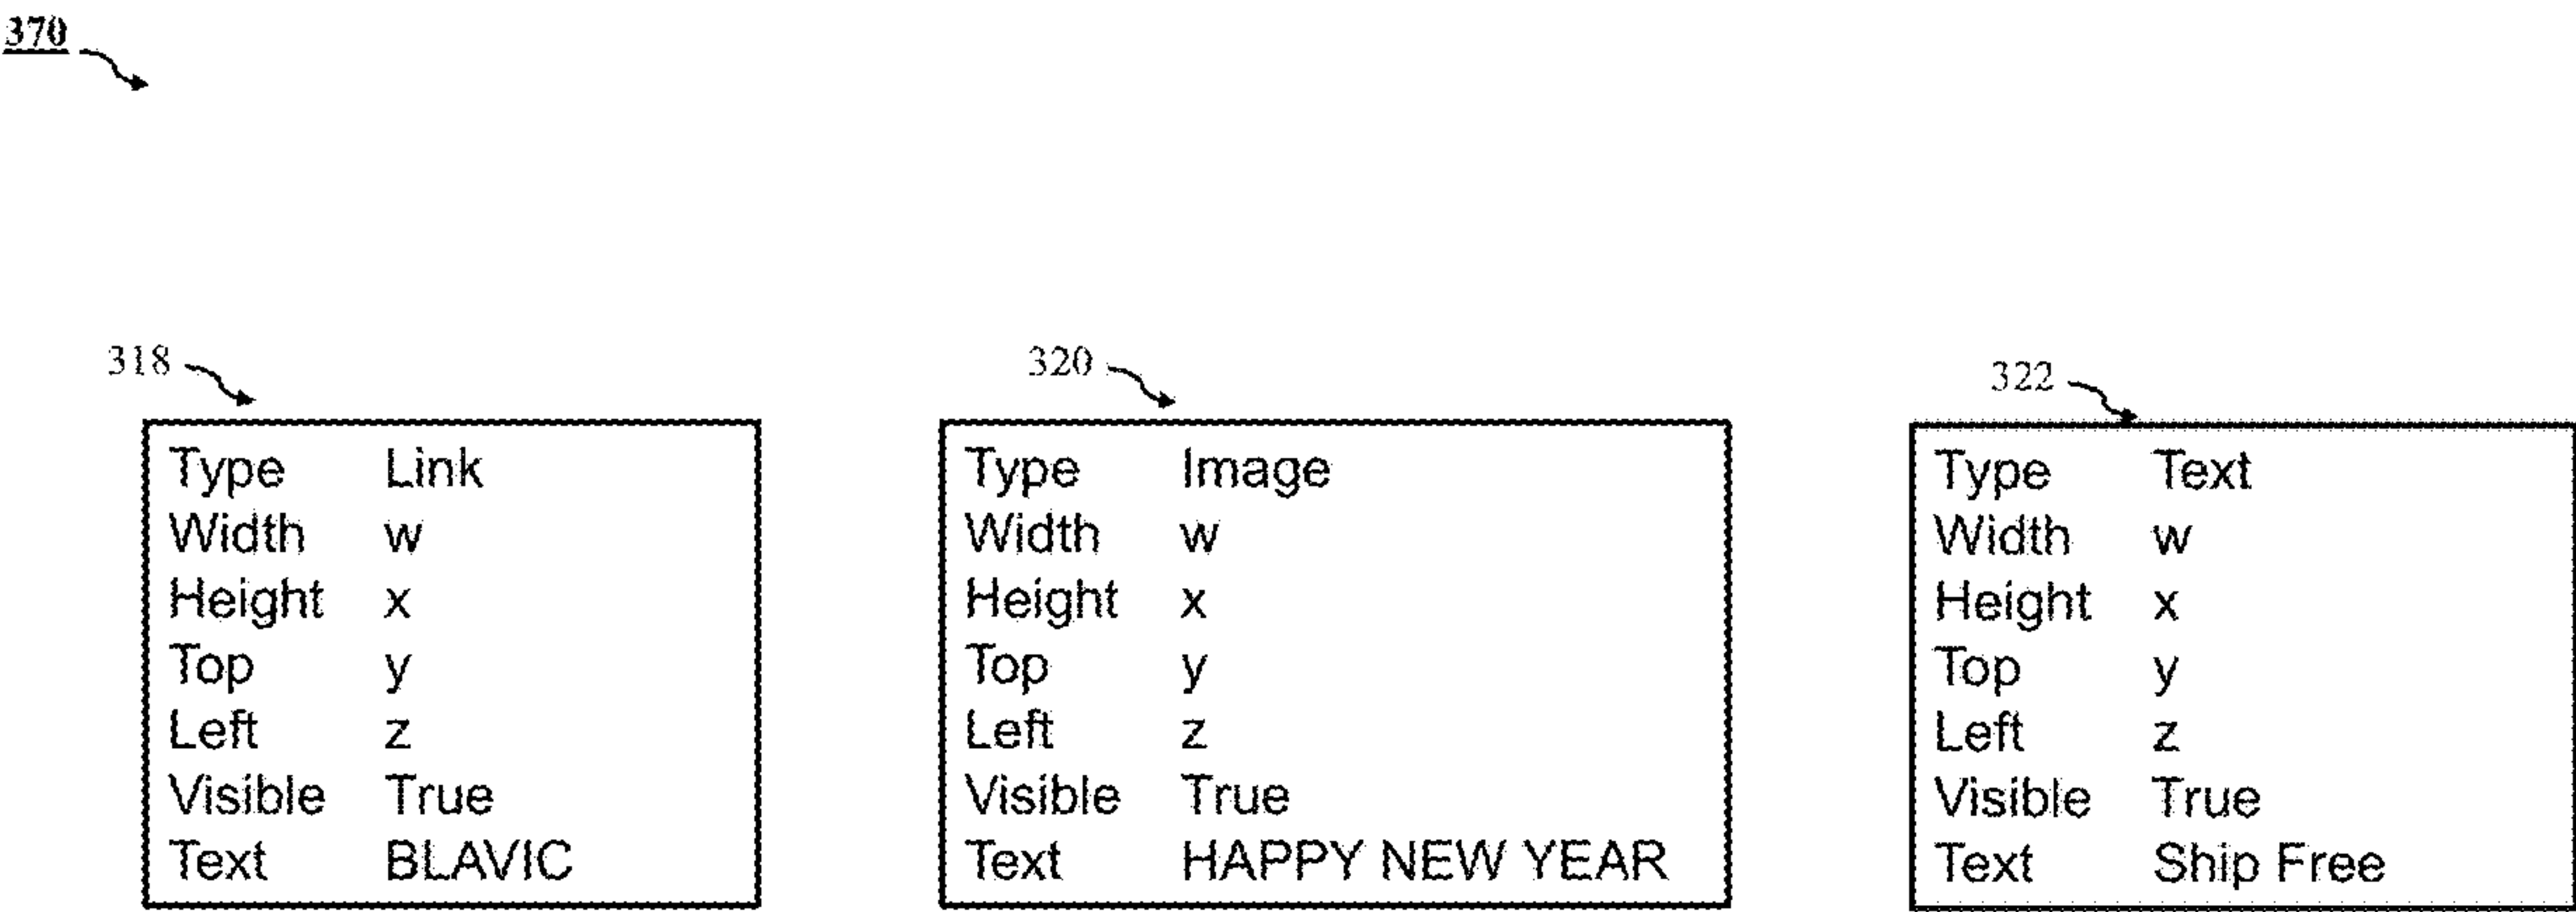 370
318
Type Link
Width w
Height x
Top y
Left z
Visible True
Text BLAVIC
320
Type Image
Width w
Height x
Top y
Left z
Visible True
Text HAPPY NEW YEAR
322
Type Text
Width w
Height x
Top y
Left z
Visible True
Text Ship Free